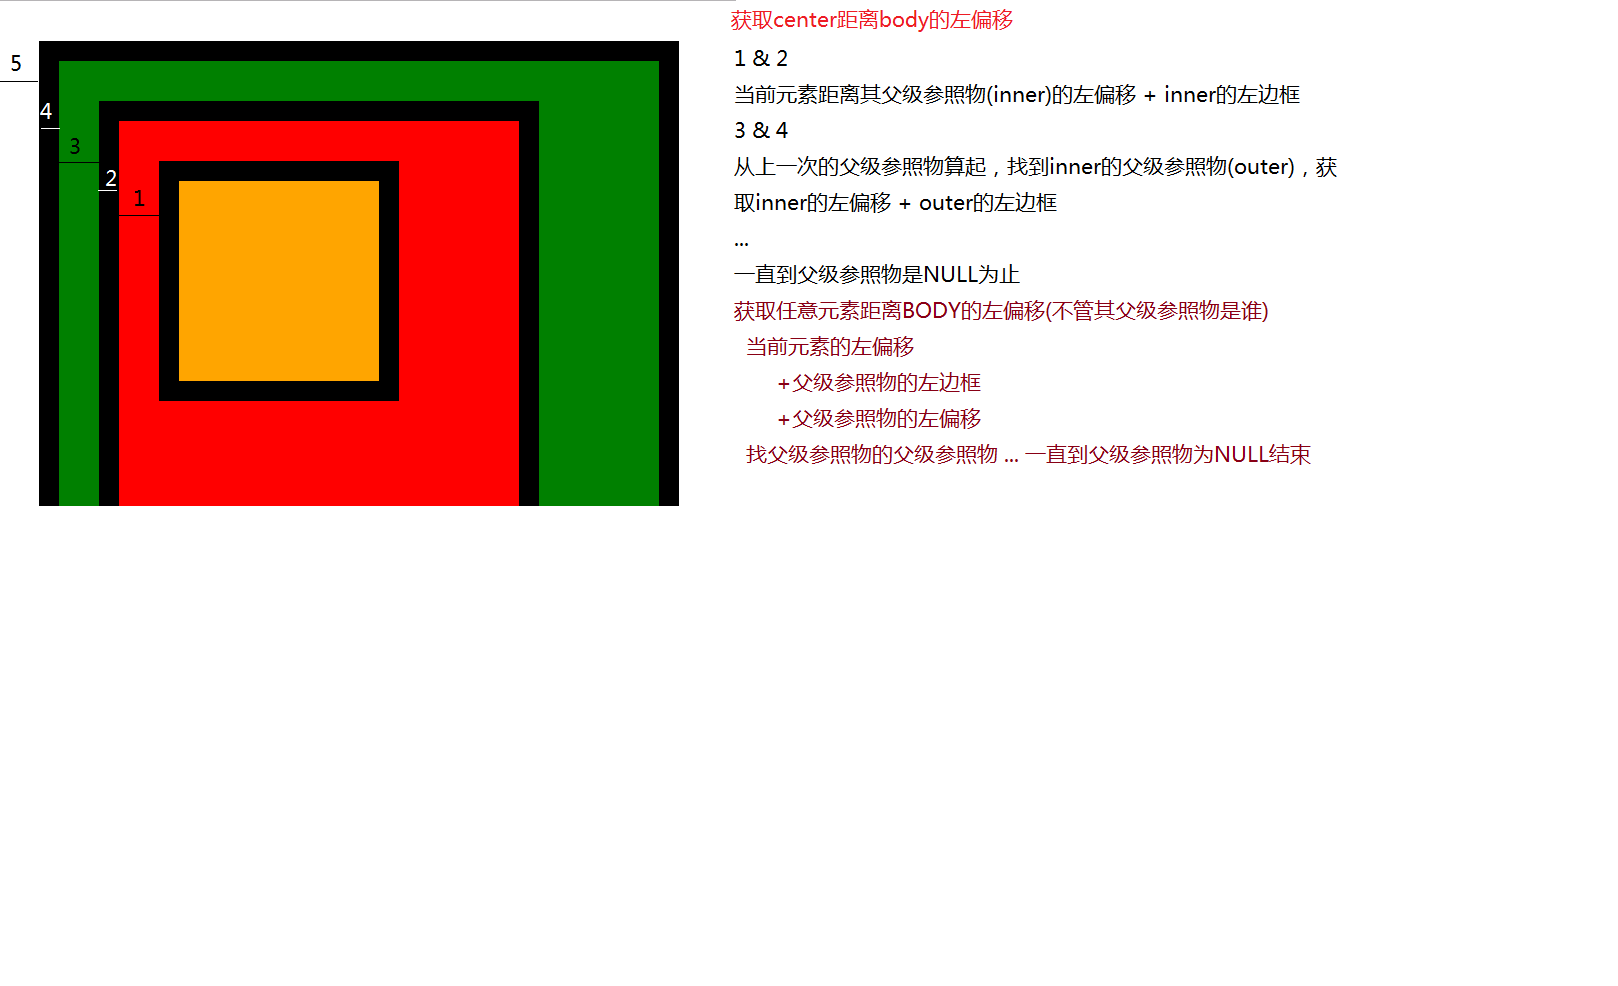 获取center距离body的左偏移
1 & 2
当前元素距离其父级参照物(inner)的左偏移 + inner的左边框
3 & 4
从上一次的父级参照物算起，找到inner的父级参照物(outer)，获
取inner的左偏移 + outer的左边框
...
一直到父级参照物是NULL为止
获取任意元素距离BODY的左偏移(不管其父级参照物是谁)
当前元素的左偏移
+父级参照物的左边框
+父级参照物的左偏移
找父级参照物的父级参照物 ... 一直到父级参照物为NULL结束
5
4
3
2
1